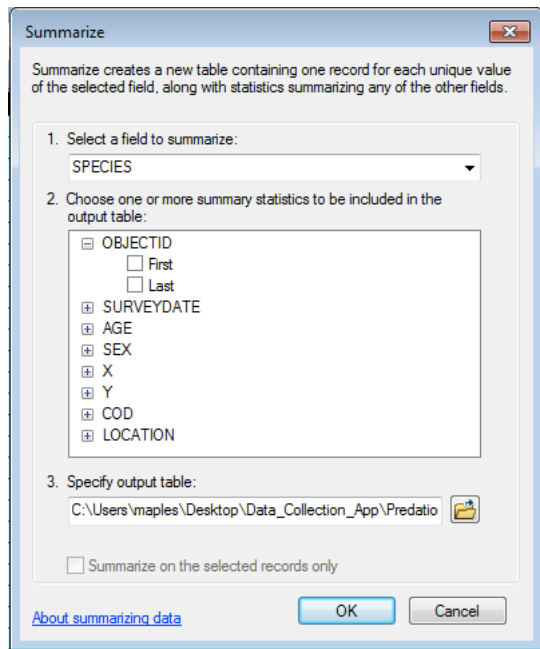 Summarize
Summarize creates a new table containing one record for each unique value
of the selected field, along with statistics summarizing any of the other fields.
1. Select a field to summarize:
SPECIES
2. Choose one or more summary statistics to be included in the
output table:
OBJECTID
First
Last
SURVEYDATE
AGE
SEX
X
Y
COD
LOCATION
3. Specify output table:
C:\Users\maples\Desktop\Data_Collection_App\Predatio
Summarize on the selected records only
About summarizing data
OK
Cancel